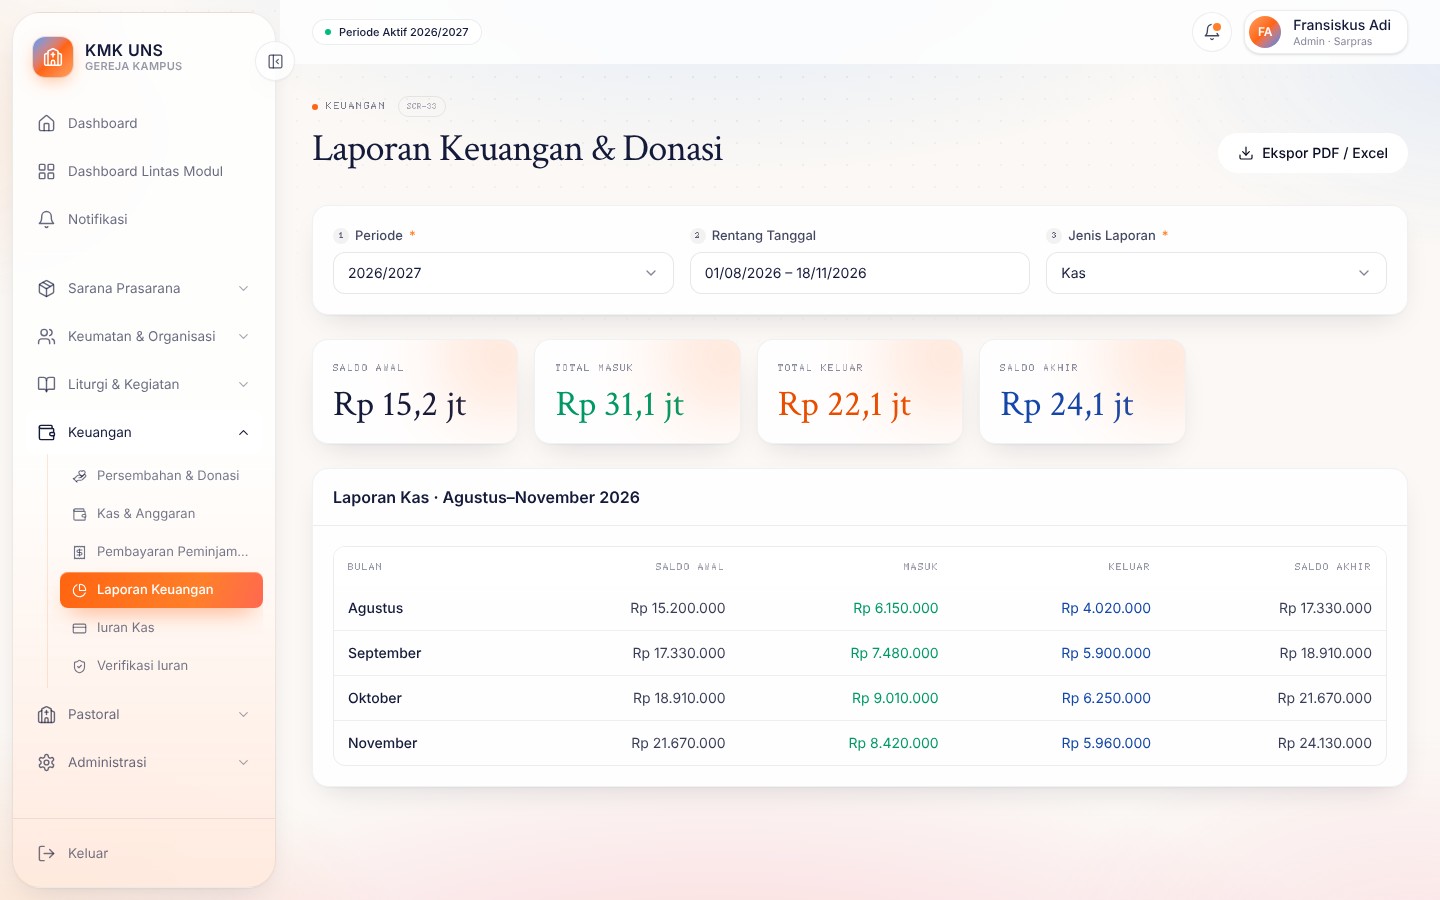 KMK UNS
GEREJA KAMPUS
Dashboard
Dashboard Lintas Modul
Notifikasi
Sarana Prasarana
Keumatan & Organisasi
Liturgi & Kegiatan
Keuangan
Persembahan & Donasi
Kas & Anggaran
Pembayaran Peminjam...
Laporan Keuangan
Iuran Kas
Verifikasi Iuran
Pastoral
Administrasi
Keluar
Periode Aktif 2026/2027
FA
Fransiskus Adi
Admin · Sarpras
KEUANGAN SCR-33
Laporan Keuangan & Donasi
Ekspor PDF / Excel
1 Periode * 2 Rentang Tanggal 3 Jenis Laporan *
2026/2027 01/08/2026 – 18/11/2026 Kas
SALDO AWAL TOTAL MASUK TOTAL KELUAR SALDO AKHIR
Rp 15,2 jt Rp 31,1 jt Rp 22,1 jt Rp 24,1 jt
Laporan Kas · Agustus–November 2026
BULAN SALDO AWAL MASUK KELUAR SALDO AKHIR
Agustus Rp 15.200.000 Rp 6.150.000 Rp 4.020.000 Rp 17.330.000
September Rp 17.330.000 Rp 7.480.000 Rp 5.900.000 Rp 18.910.000
Oktober Rp 18.910.000 Rp 9.010.000 Rp 6.250.000 Rp 21.670.000
November Rp 21.670.000 Rp 8.420.000 Rp 5.960.000 Rp 24.130.000